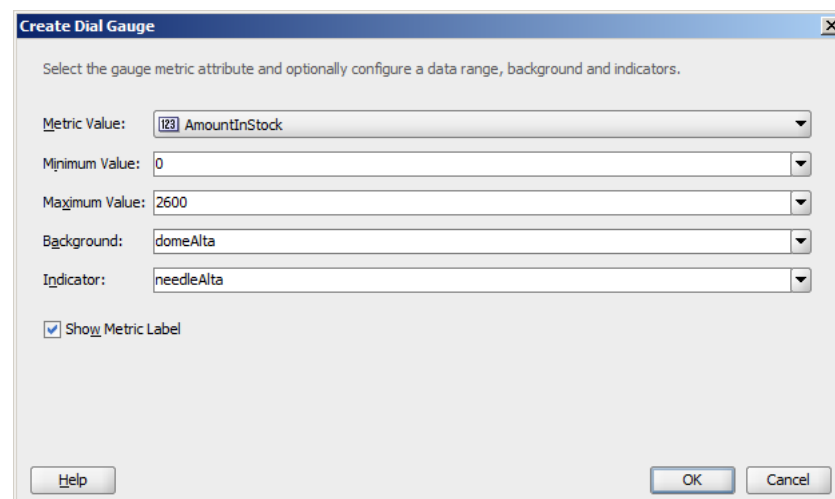 Create Dial Gauge
Select the gauge metric attribute and optionally configure a data range, background and indicators.
Metric Value: 123 AmountInStock
Minimum Value: 0
Maximum Value: 2600
Background: domeAlta
Indicator: needleAlta
Show Metric Label
Help OK Cancel